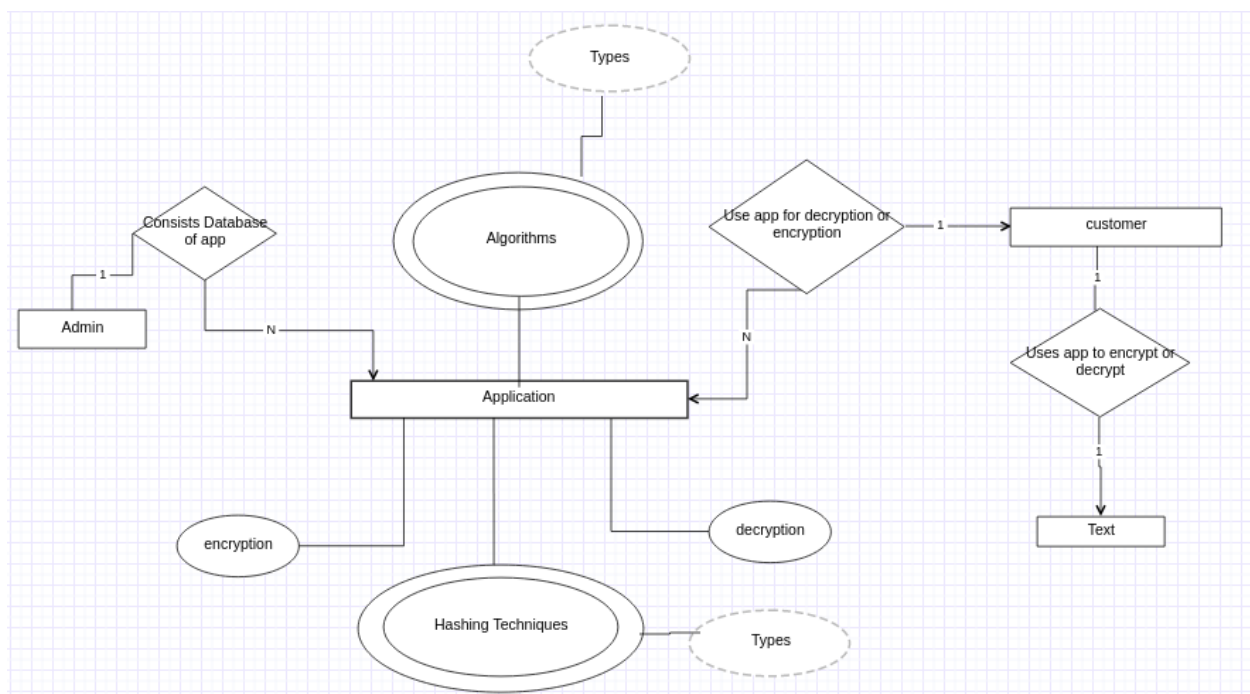 Types
Consists Database
of app
Use app for decryption or
encryption
1
customer
Algorithms
1
1
Admin
N
N
Uses app to encrypt or
decrypt
Application
1
encryption
decryption
Text
Hashing Techniques
Types